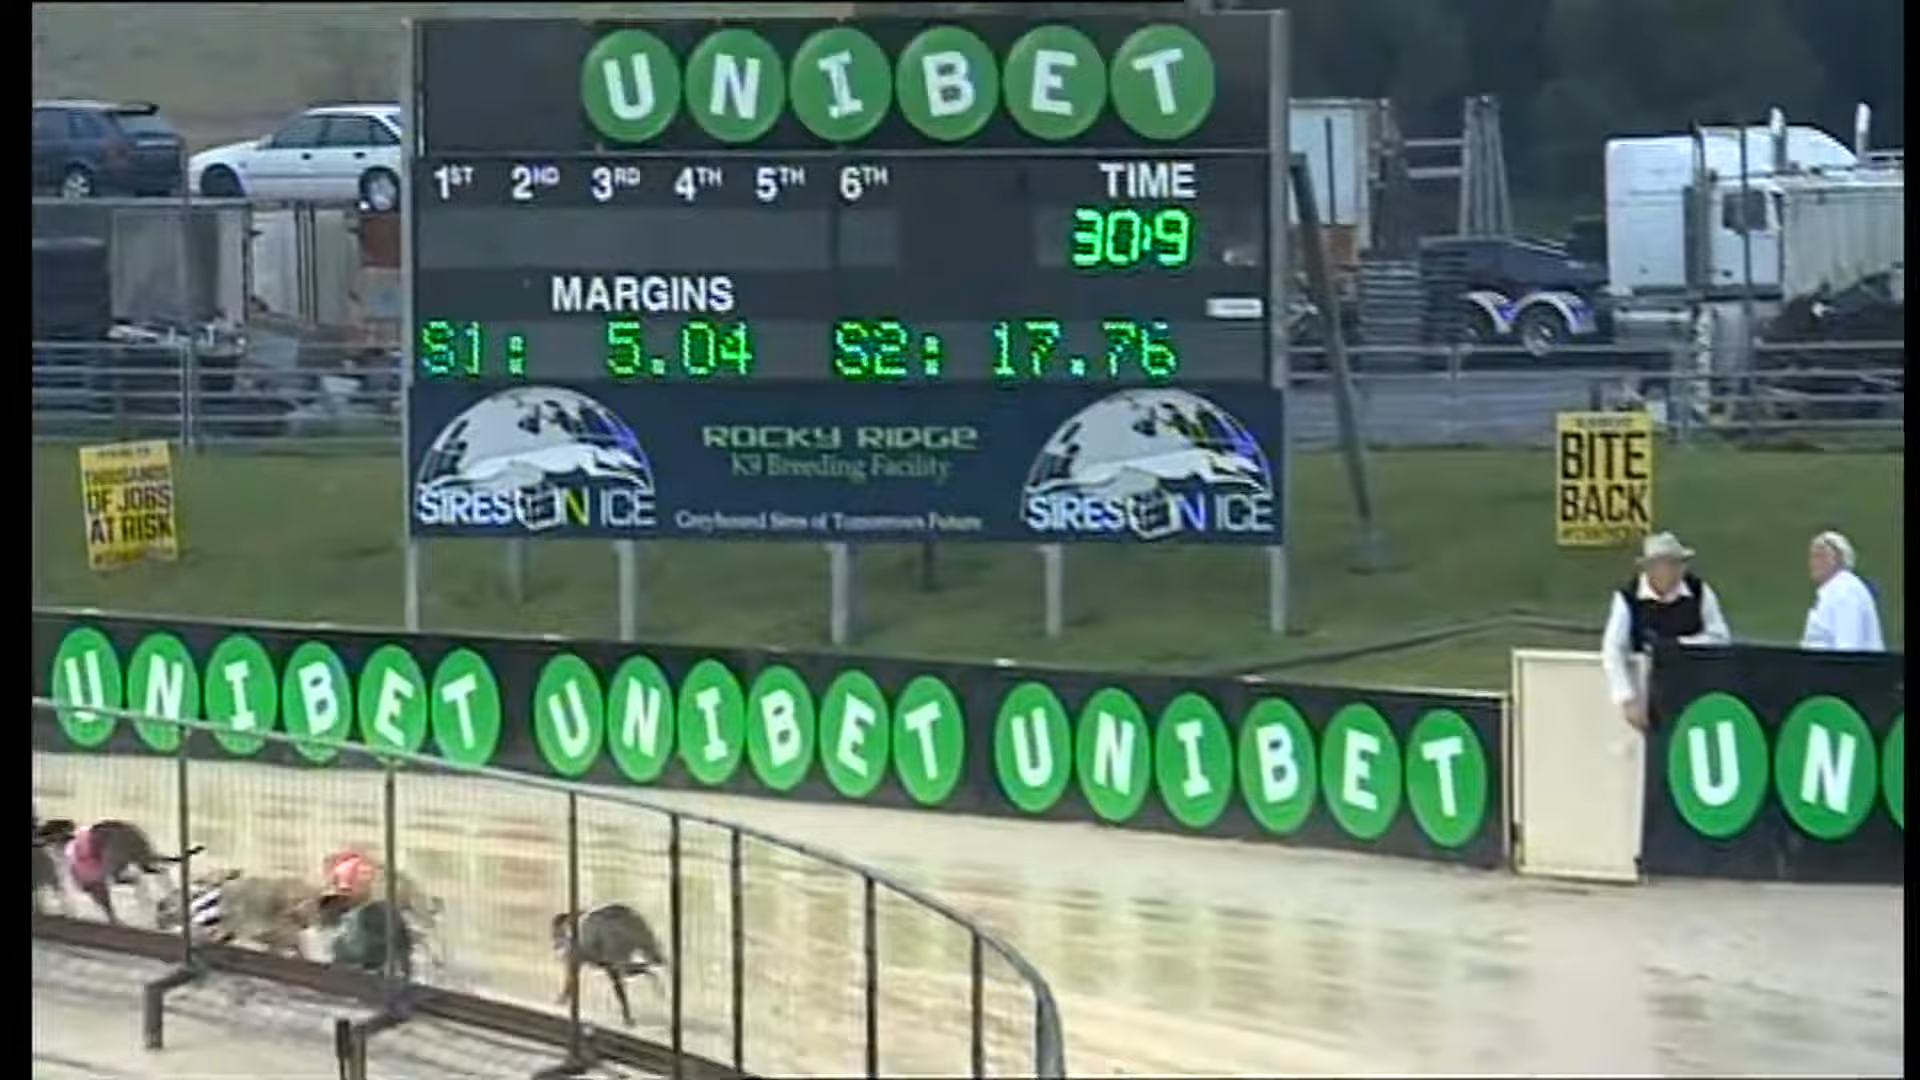 UNIBET
1ST 2ND 3RD 4TH 5TH 6TH TIME
30:9
MARGINS
S1: 5.04 S2: 17.76
ROCKY RIDGE
K9 Breeding Facility
SIRES ON ICE
Greyhound Sires of Tomorrows Future
SIRES ON ICE
THOUSANDS
OF JOBS
AT RISK
BITE
BACK
UNIBET UNIBET UNIBET UN